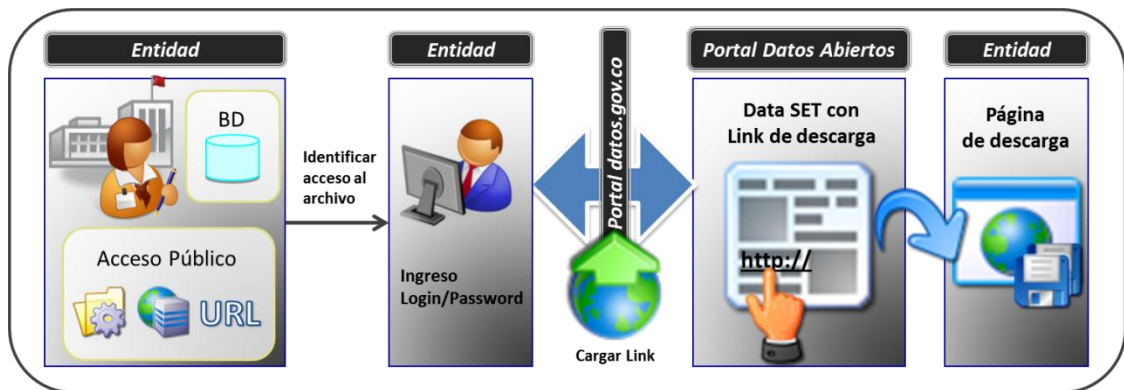 Entidad
BD
Acceso Público
URL
Identificar
acceso al
archivo
Entidad
Ingreso
Login/Password
Portal datos.gov.co
Cargar Link
Portal Datos Abiertos
Data SET con
Link de descarga
http://
Entidad
Página
de descarga